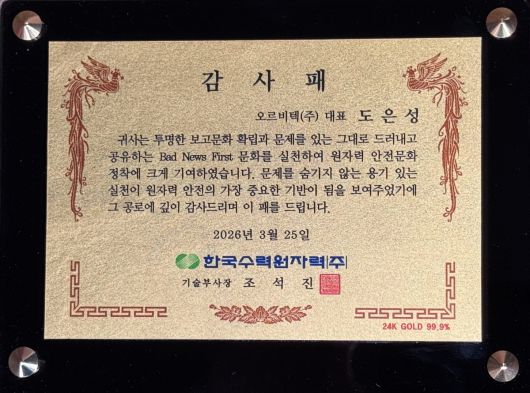 감사패
오르비텍(주) 대표 도은성
귀사는 투명한 보고문화 확립과 문제를 있는 그대로 드러내고
공유하는 Bad News First 문화를 실천하여 원자력 안전문화
정착에 크게 기여하였습니다. 문제를 숨기지 않는 용기 있는
실천이 원자력 안전의 가장 중요한 기반이 됨을 보여주었기에
그 공로에 깊이 감사드리며 이 패를 드립니다.
2026년 3월 25일
한국수력원자력(주)
기술부사장 조석진
24K GOLD 99.9%